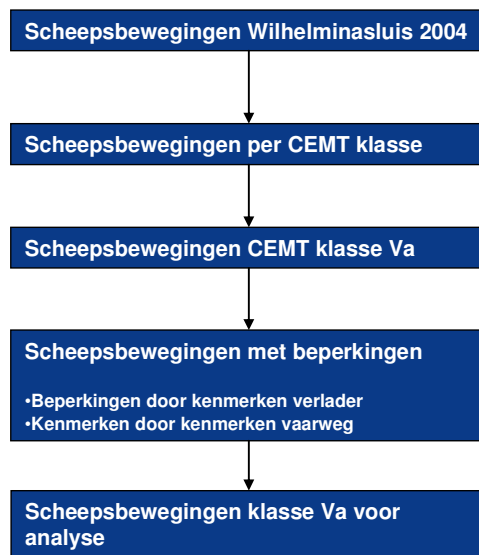 Scheepsbewegingen Wilhelminasluis 2004
Scheepsbewegingen per CEMT klasse
Scheepsbewegingen CEMT klasse Va
Scheepsbewegingen met beperkingen
•Beperkingen door kenmerken verlader
•Kenmerken door kenmerken vaarweg
Scheepsbewegingen klasse Va voor
analyse